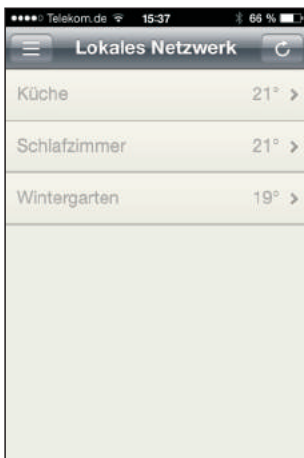 Telekom.de 15:37 66 %
Lokales Netzwerk
Küche 21° >
Schlafzimmer 21° >
Wintergarten 19° >